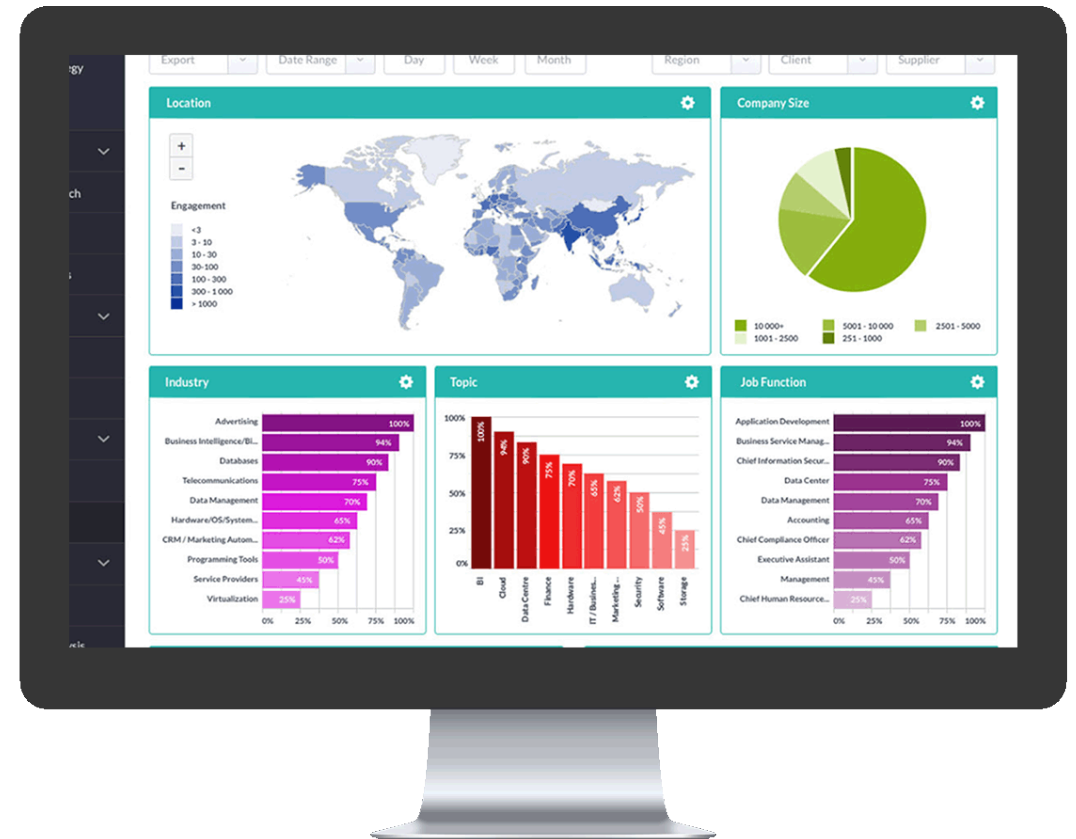 Export Date Range Day Week Month Region Client Supplier
egy
Location
Company Size
+
-
ch
Engagement
<3
3 - 10
10 - 30
30-100
100 - 300
300 - 1 000
> 1000
10 000+ 5001 - 10 000 2501 - 5000
1001 - 2500 251 - 1000
Industry
Advertising 100%
Business Intelligence/Bi... 94%
Databases 90%
Telecommunications 75%
Data Management 70%
Hardware/OS/System... 65%
CRM / Marketing Autom... 62%
Programming Tools 50%
Service Providers 45%
Virtualization 25%
0% 25% 50% 75% 100%
Topic
100%
75%
50%
25%
0%
100% 94% 90% 75% 70% 65% 62% 50% 45% 25%
BI Cloud Data Centre Finance Hardware IT / Busines... Marketing... Security Software Storage
Job Function
Application Development 100%
Business Service Manag... 94%
Chief Information Secur... 90%
Data Center 75%
Data Management 70%
Accounting 65%
Chief Compliance Officer 62%
Executive Assistant 50%
Management 45%
Chief Human Resource... 25%
0% 25% 50% 75% 100%